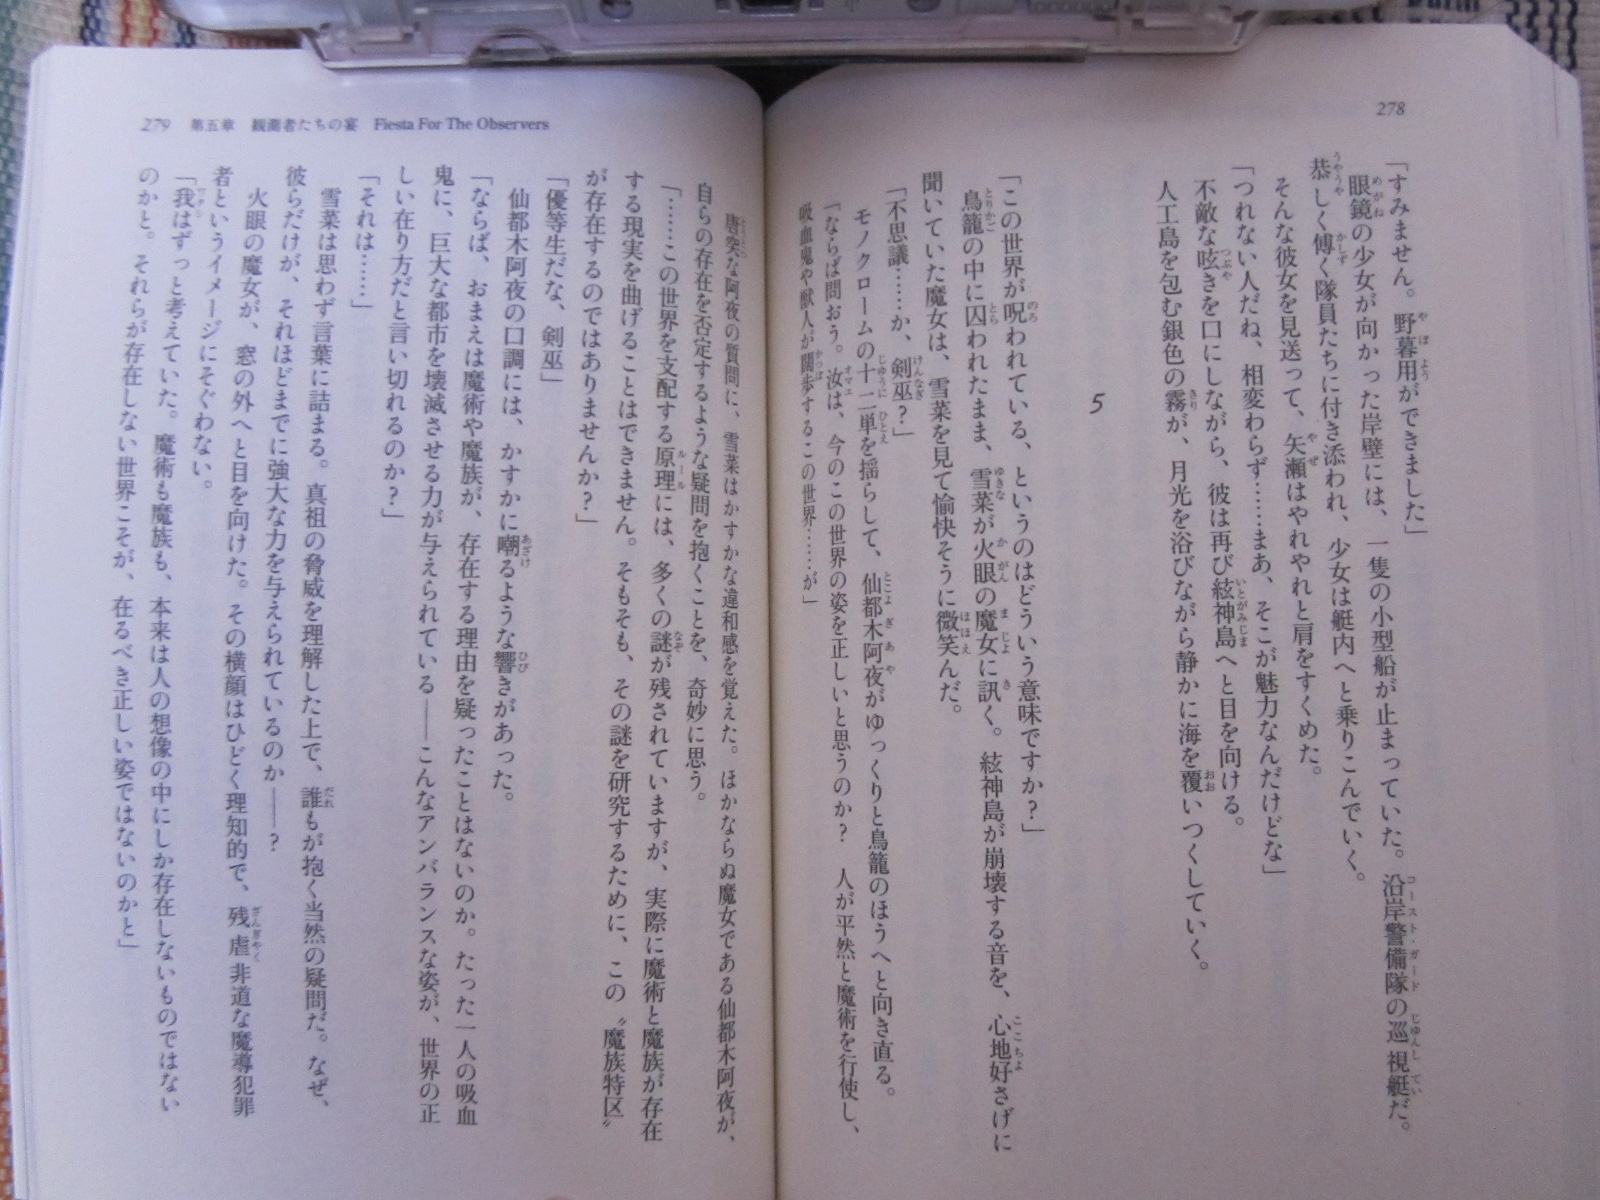 278
「すみません。野暮用ができました」
眼鏡の少女が向かった岸壁には、一隻の小型船が止まっていた。沿岸警備隊の巡視艇だ。
恭しく傅く隊員たちに付き添われ、少女は艇内へと乗りこんでいく。
そんな彼女を見送って、矢瀬はやれやれと肩をすくめた。
「つれない人だね、相変わらず……まあ、そこが魅力なんだけどな」
不敵な呟きを口にしながら、彼は再び絃神島へと目を向ける。
人工島を包む銀色の霧が、月光を浴びながら静かに海を覆いつくしていく。
5
「この世界が呪われている、というのはどういう意味ですか？」
鳥籠の中に囚われたまま、雪菜が火眼の魔女に訊く。絃神島が崩壊する音を、心地好さげに
聞いていた魔女は、雪菜を見て愉快そうに微笑んだ。
「不思議……か、剣巫？」
モノクロームの十二単を揺らして、仙都木阿夜がゆっくりと鳥籠のほうへと向き直る。
「ならば問おう。汝は、今のこの世界の姿を正しいと思うのか？　人が平然と魔術を行使し、
吸血鬼や獣人が闊歩するこの世界……が」
279　第五章　観測者たちの宴　Fiesta For The Observers
唐突な阿夜の質問に、雪菜はかすかな違和感を覚えた。ほかならぬ魔女である仙都木阿夜が、
自らの存在を否定するような疑問を抱くことを、奇妙に思う。
「……この世界を支配する原理には、多くの謎が残されていますが、実際に魔術と魔族が存在
する現実を曲げることはできません。そもそも、その謎を研究するために、この〝魔族特区〟
が存在するのではありませんか？」
「優等生だな、剣巫」
仙都木阿夜の口調には、かすかに嘲るような響きがあった。
「ならば、おまえは魔術や魔族が、存在する理由を疑ったことはないのか。たった一人の吸血
鬼に、巨大な都市を壊滅させる力が与えられている――こんなアンバランスな姿が、世界の正
しい在り方だと言い切れるのか？」
「それは……」
雪菜は思わず言葉に詰まる。真祖の脅威を理解した上で、誰もが抱く当然の疑問だ。なぜ、
彼らだけが、それほどまでに強大な力を与えられているのか――？
火眼の魔女が、窓の外へと目を向けた。その横顔はひどく理知的で、残虐非道な魔導犯罪
者というイメージにそぐわない。
「我はずっと考えていた。魔術も魔族も、本来は人の想像の中にしか存在しないものではない
のかと。それらが存在しない世界こそが、在るべき正しい姿ではないのかと」